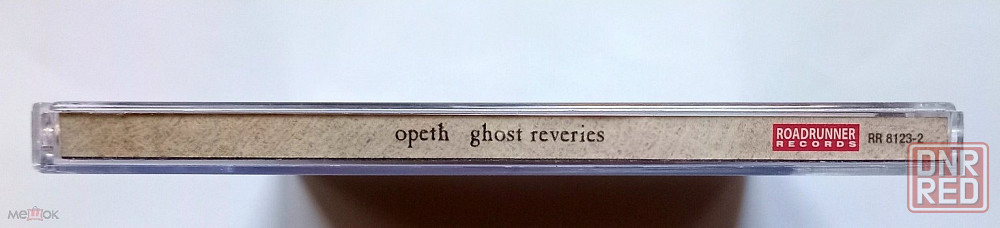 opeth ghost reveries
ROADRUNNER
RECORDS
RR 8123-2
DNR
RED
мешок